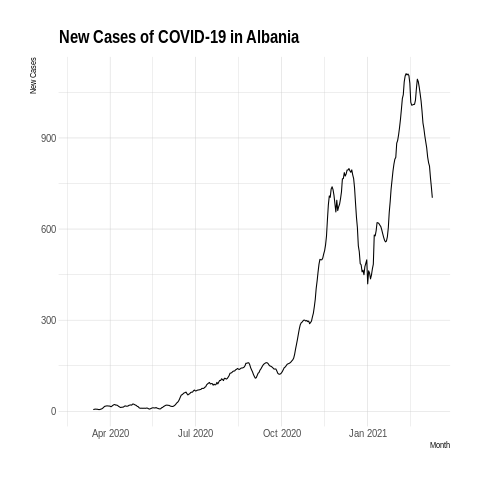 New Cases of COVID-19 in Albania
New Cases
900
600
300
0
Apr 2020 Jul 2020 Oct 2020 Jan 2021
Month